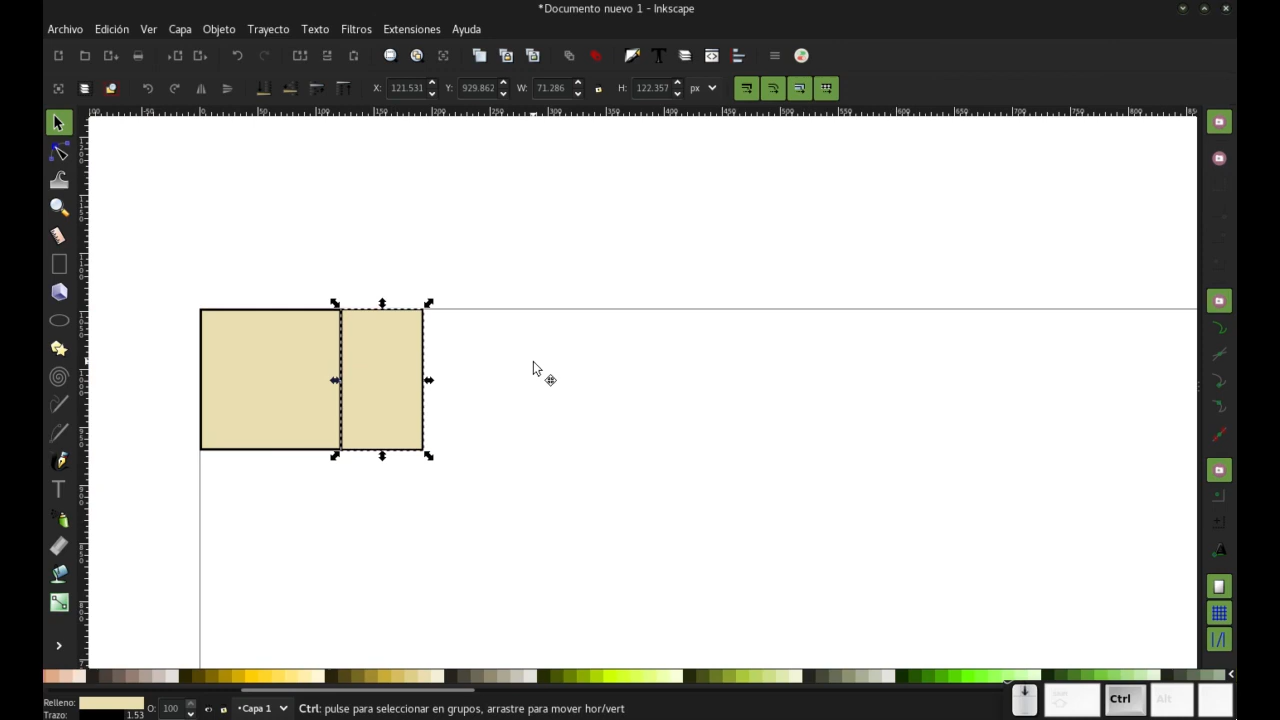 *Documento nuevo 1 - Inkscape
Archivo Edición Ver Capa Objeto Trayecto Texto Filtros Extensiones Ayuda
X: 121.531 Y: 929.862 W: 71.286 H: 122.357 px
Relleno: O: 100 •Capa 1 Ctrl: pulse para seleccionar en grupos, arrastre para mover hor/vert
Trazo: 1.53
Ctrl Alt